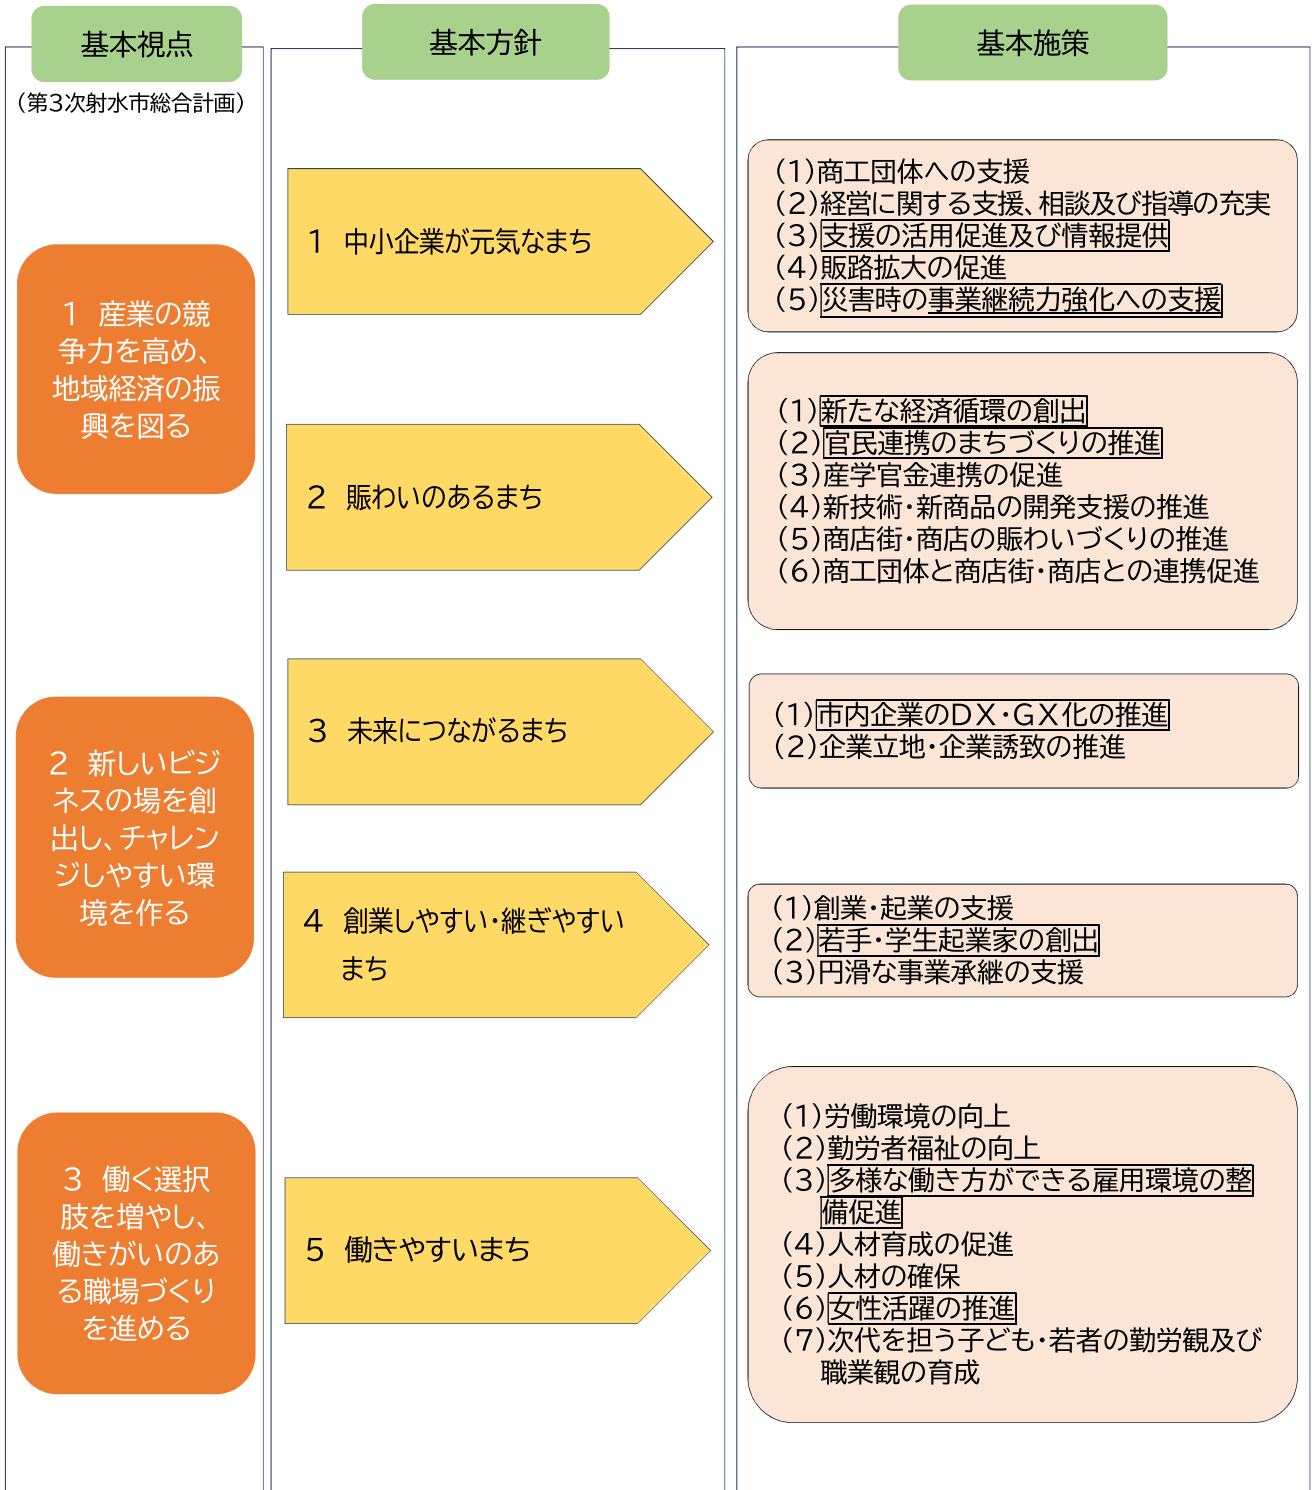 基本視点
(第3次射水市総合計画)
1 産業の競
争力を高め、
地域経済の振
興を図る
2 新しいビジ
ネスの場を創
出し、チャレン
ジしやすい環
境を作る
3 働く選択
肢を増やし、
働きがいのあ
る職場づくり
を進める
基本方針
1 中小企業が元気なまち
2 賑わいのあるまち
3 未来につながるまち
4 創業しやすい・継ぎやすい
まち
5 働きやすいまち
基本施策
(1)商工団体への支援
(2)経営に関する支援、相談及び指導の充実
(3)支援の活用促進及び情報提供
(4)販路拡大の促進
(5)災害時の事業継続力強化への支援
(1)新たな経済循環の創出
(2)官民連携のまちづくりの推進
(3)産学官金連携の促進
(4)新技術・新商品の開発支援の推進
(5)商店街・商店の賑わいづくりの推進
(6)商工団体と商店街・商店との連携促進
(1)市内企業のDX・GX化の推進
(2)企業立地・企業誘致の推進
(1)創業・起業の支援
(2)若手・学生起業家の創出
(3)円滑な事業承継の支援
(1)労働環境の向上
(2)勤労者福祉の向上
(3)多様な働き方ができる雇用環境の整
備促進
(4)人材育成の促進
(5)人材の確保
(6)女性活躍の推進
(7)次代を担う子ども・若者の勤労観及び
職業観の育成